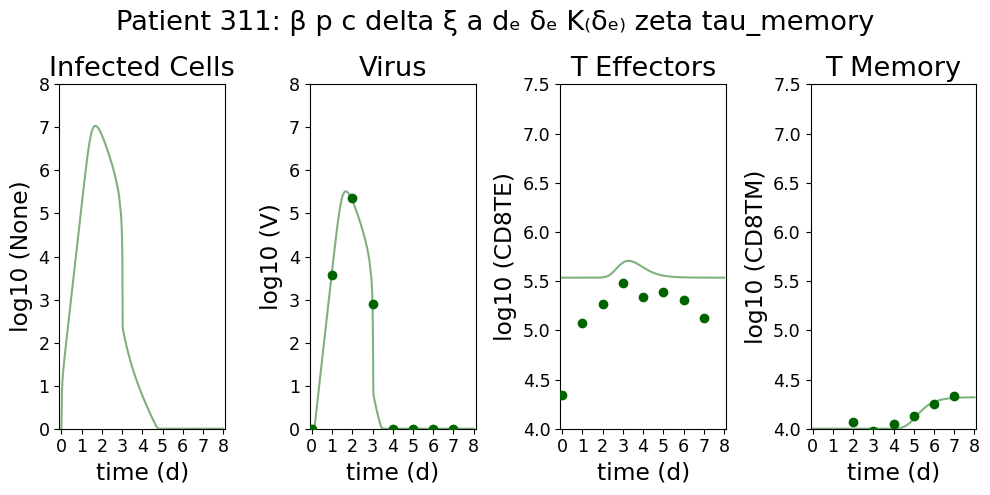 Patient 311: β p c delta ξ a dₑ δₑ K₍δₑ₎ zeta tau_memory
Infected Cells
Virus
T Effectors
T Memory
log10 (None)
8
7
6
5
4
3
2
1
0
0 1 2 3 4 5 6 7 8
time (d)
log10 (V)
8
7
6
5
4
3
2
1
0
0 1 2 3 4 5 6 7 8
time (d)
log10 (CD8TE)
7.5
7.0
6.5
6.0
5.5
5.0
4.5
4.0
0 1 2 3 4 5 6 7 8
time (d)
log10 (CD8TM)
7.5
7.0
6.5
6.0
5.5
5.0
4.5
4.0
0 1 2 3 4 5 6 7 8
time (d)